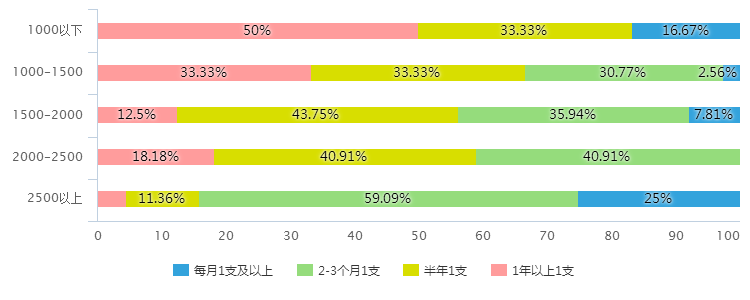 1000以下 50% 33.33% 16.67%
1000-1500 33.33% 33.33% 30.77% 2.56%
1500-2000 12.5% 43.75% 35.94% 7.81%
2000-2500 18.18% 40.91% 40.91%
2500以上 11.36% 59.09% 25%
0 10 20 30 40 50 60 70 80 90 100
每月1支及以上 2-3个月1支 半年1支 1年以上1支